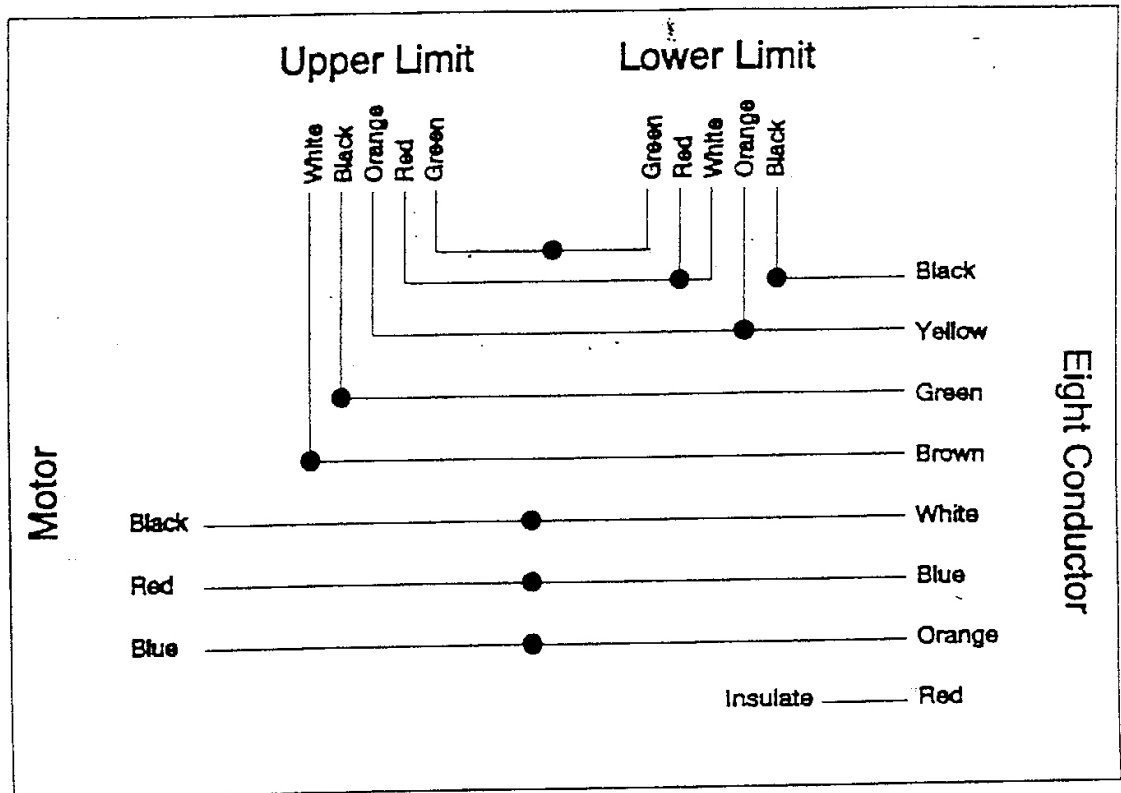 Upper Limit
Lower Limit
White
Black
Orange
Red
Green
Green
Red
White
Orange
Black
Black
Yellow
Green
Brown
White
Blue
Orange
Red
Eight Conductor
Motor
Black
Red
Blue
Insulate